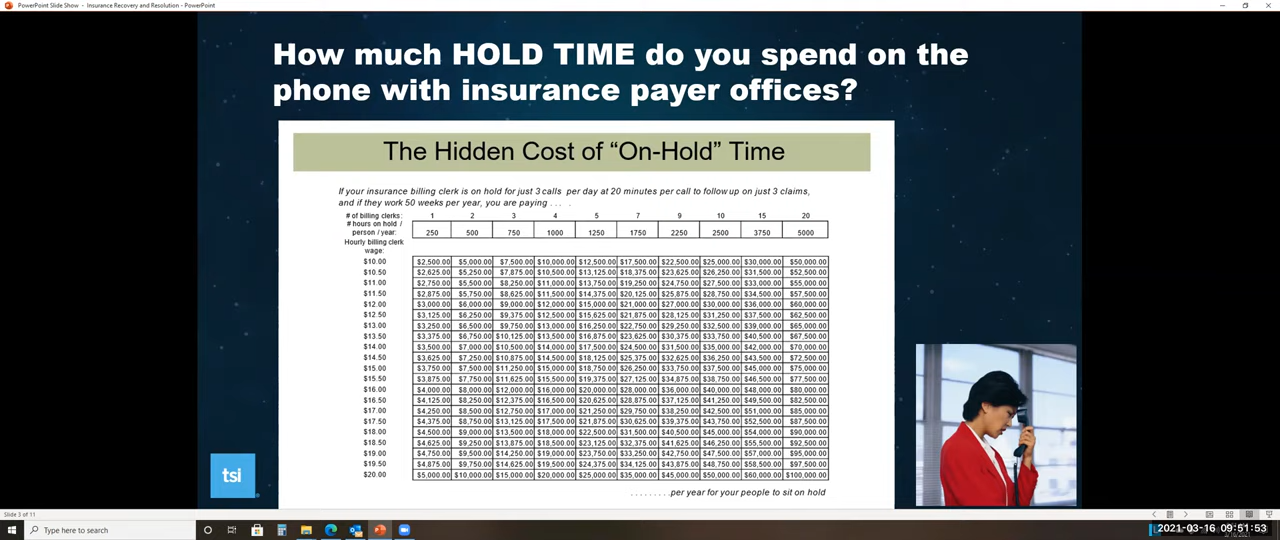 PowerPoint Slide Show - Insurance Recovery and Resolution - PowerPoint
How much HOLD TIME do you spend on the
phone with insurance payer offices?
The Hidden Cost of “On-Hold” Time
If your insurance billing clerk is on hold for just 3 calls per day at 20 minutes per call to follow up on just 3 claims,
and if they work 50 weeks per year, you are paying . . . .
# of billing clerks: 1 2 3 4 5 7 9 10 15 20
# hours on hold /
person / year: 250 500 750 1000 1250 1750 2250 2500 3750 5000
Hourly billing clerk
wage:
$10.00 $2,500.00 $5,000.00 $7,500.00 $10,000.00 $12,500.00 $17,500.00 $22,500.00 $25,000.00 $30,000.00 $50,000.00
$10.50 $2,625.00 $5,250.00 $7,875.00 $10,500.00 $13,125.00 $18,375.00 $23,625.00 $26,250.00 $31,500.00 $52,500.00
$11.00 $2,750.00 $5,500.00 $8,250.00 $11,000.00 $13,750.00 $19,250.00 $24,750.00 $27,500.00 $33,000.00 $55,000.00
$11.50 $2,875.00 $5,750.00 $8,625.00 $11,500.00 $14,375.00 $20,125.00 $25,875.00 $28,750.00 $34,500.00 $57,500.00
$12.00 $3,000.00 $6,000.00 $9,000.00 $12,000.00 $15,000.00 $21,000.00 $27,000.00 $30,000.00 $36,000.00 $60,000.00
$12.50 $3,125.00 $6,250.00 $9,375.00 $12,500.00 $15,625.00 $21,875.00 $28,125.00 $31,250.00 $37,500.00 $62,500.00
$13.00 $3,250.00 $6,500.00 $9,750.00 $13,000.00 $16,250.00 $22,750.00 $29,250.00 $32,500.00 $39,000.00 $65,000.00
$13.50 $3,375.00 $6,750.00 $10,125.00 $13,500.00 $16,875.00 $23,625.00 $30,375.00 $33,750.00 $40,500.00 $67,500.00
$14.00 $3,500.00 $7,000.00 $10,500.00 $14,000.00 $17,500.00 $24,500.00 $31,500.00 $35,000.00 $42,000.00 $70,000.00
$14.50 $3,625.00 $7,250.00 $10,875.00 $14,500.00 $18,125.00 $25,375.00 $32,625.00 $36,250.00 $43,500.00 $72,500.00
$15.00 $3,750.00 $7,500.00 $11,250.00 $15,000.00 $18,750.00 $26,250.00 $33,750.00 $37,500.00 $45,000.00 $75,000.00
$15.50 $3,875.00 $7,750.00 $11,625.00 $15,500.00 $19,375.00 $27,125.00 $34,875.00 $38,750.00 $46,500.00 $77,500.00
$16.00 $4,000.00 $8,000.00 $12,000.00 $16,000.00 $20,000.00 $28,000.00 $36,000.00 $40,000.00 $48,000.00 $80,000.00
$16.50 $4,125.00 $8,250.00 $12,375.00 $16,500.00 $20,625.00 $28,875.00 $37,125.00 $41,250.00 $49,500.00 $82,500.00
$17.00 $4,250.00 $8,500.00 $12,750.00 $17,000.00 $21,250.00 $29,750.00 $38,250.00 $42,500.00 $51,000.00 $85,000.00
$17.50 $4,375.00 $8,750.00 $13,125.00 $17,500.00 $21,875.00 $30,625.00 $39,375.00 $43,750.00 $52,500.00 $87,500.00
$18.00 $4,500.00 $9,000.00 $13,500.00 $18,000.00 $22,500.00 $31,500.00 $40,500.00 $45,000.00 $54,000.00 $90,000.00
$18.50 $4,625.00 $9,250.00 $13,875.00 $18,500.00 $23,125.00 $32,375.00 $41,625.00 $46,250.00 $55,500.00 $92,500.00
$19.00 $4,750.00 $9,500.00 $14,250.00 $19,000.00 $23,750.00 $33,250.00 $42,750.00 $47,500.00 $57,000.00 $95,000.00
$19.50 $4,875.00 $9,750.00 $14,625.00 $19,500.00 $24,375.00 $34,125.00 $43,875.00 $48,750.00 $58,500.00 $97,500.00
$20.00 $5,000.00 $10,000.00 $15,000.00 $20,000.00 $25,000.00 $35,000.00 $45,000.00 $50,000.00 $60,000.00 $100,000.00
. . . . . . . . . per year for your people to sit on hold
tsi
Slide 3 of 11
Type here to search
2021-03-16 09:51:53